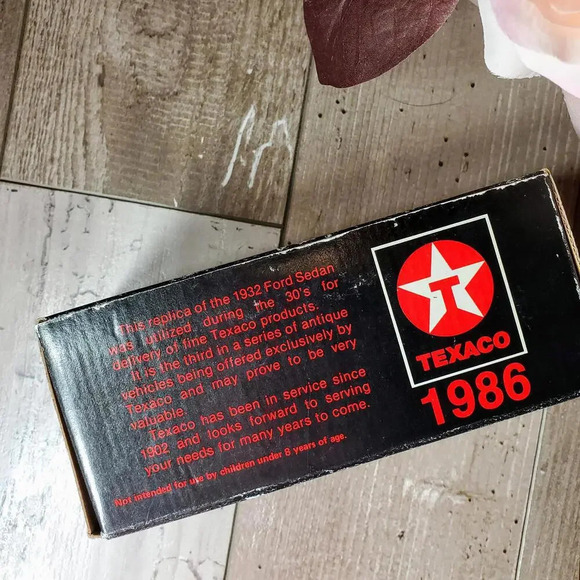 This replica of the 1932 Ford Sedan
was utilized during the 30's for
delivery of fine Texaco products.
It is the third in a series of antique
vehicles being offered exclusively by
Texaco and may prove to be very
valuable.
Texaco has been in service since
1902 and looks forward to serving
your needs for many years to come.
Not intended for use by children under 8 years of age.
T
TEXACO
1986